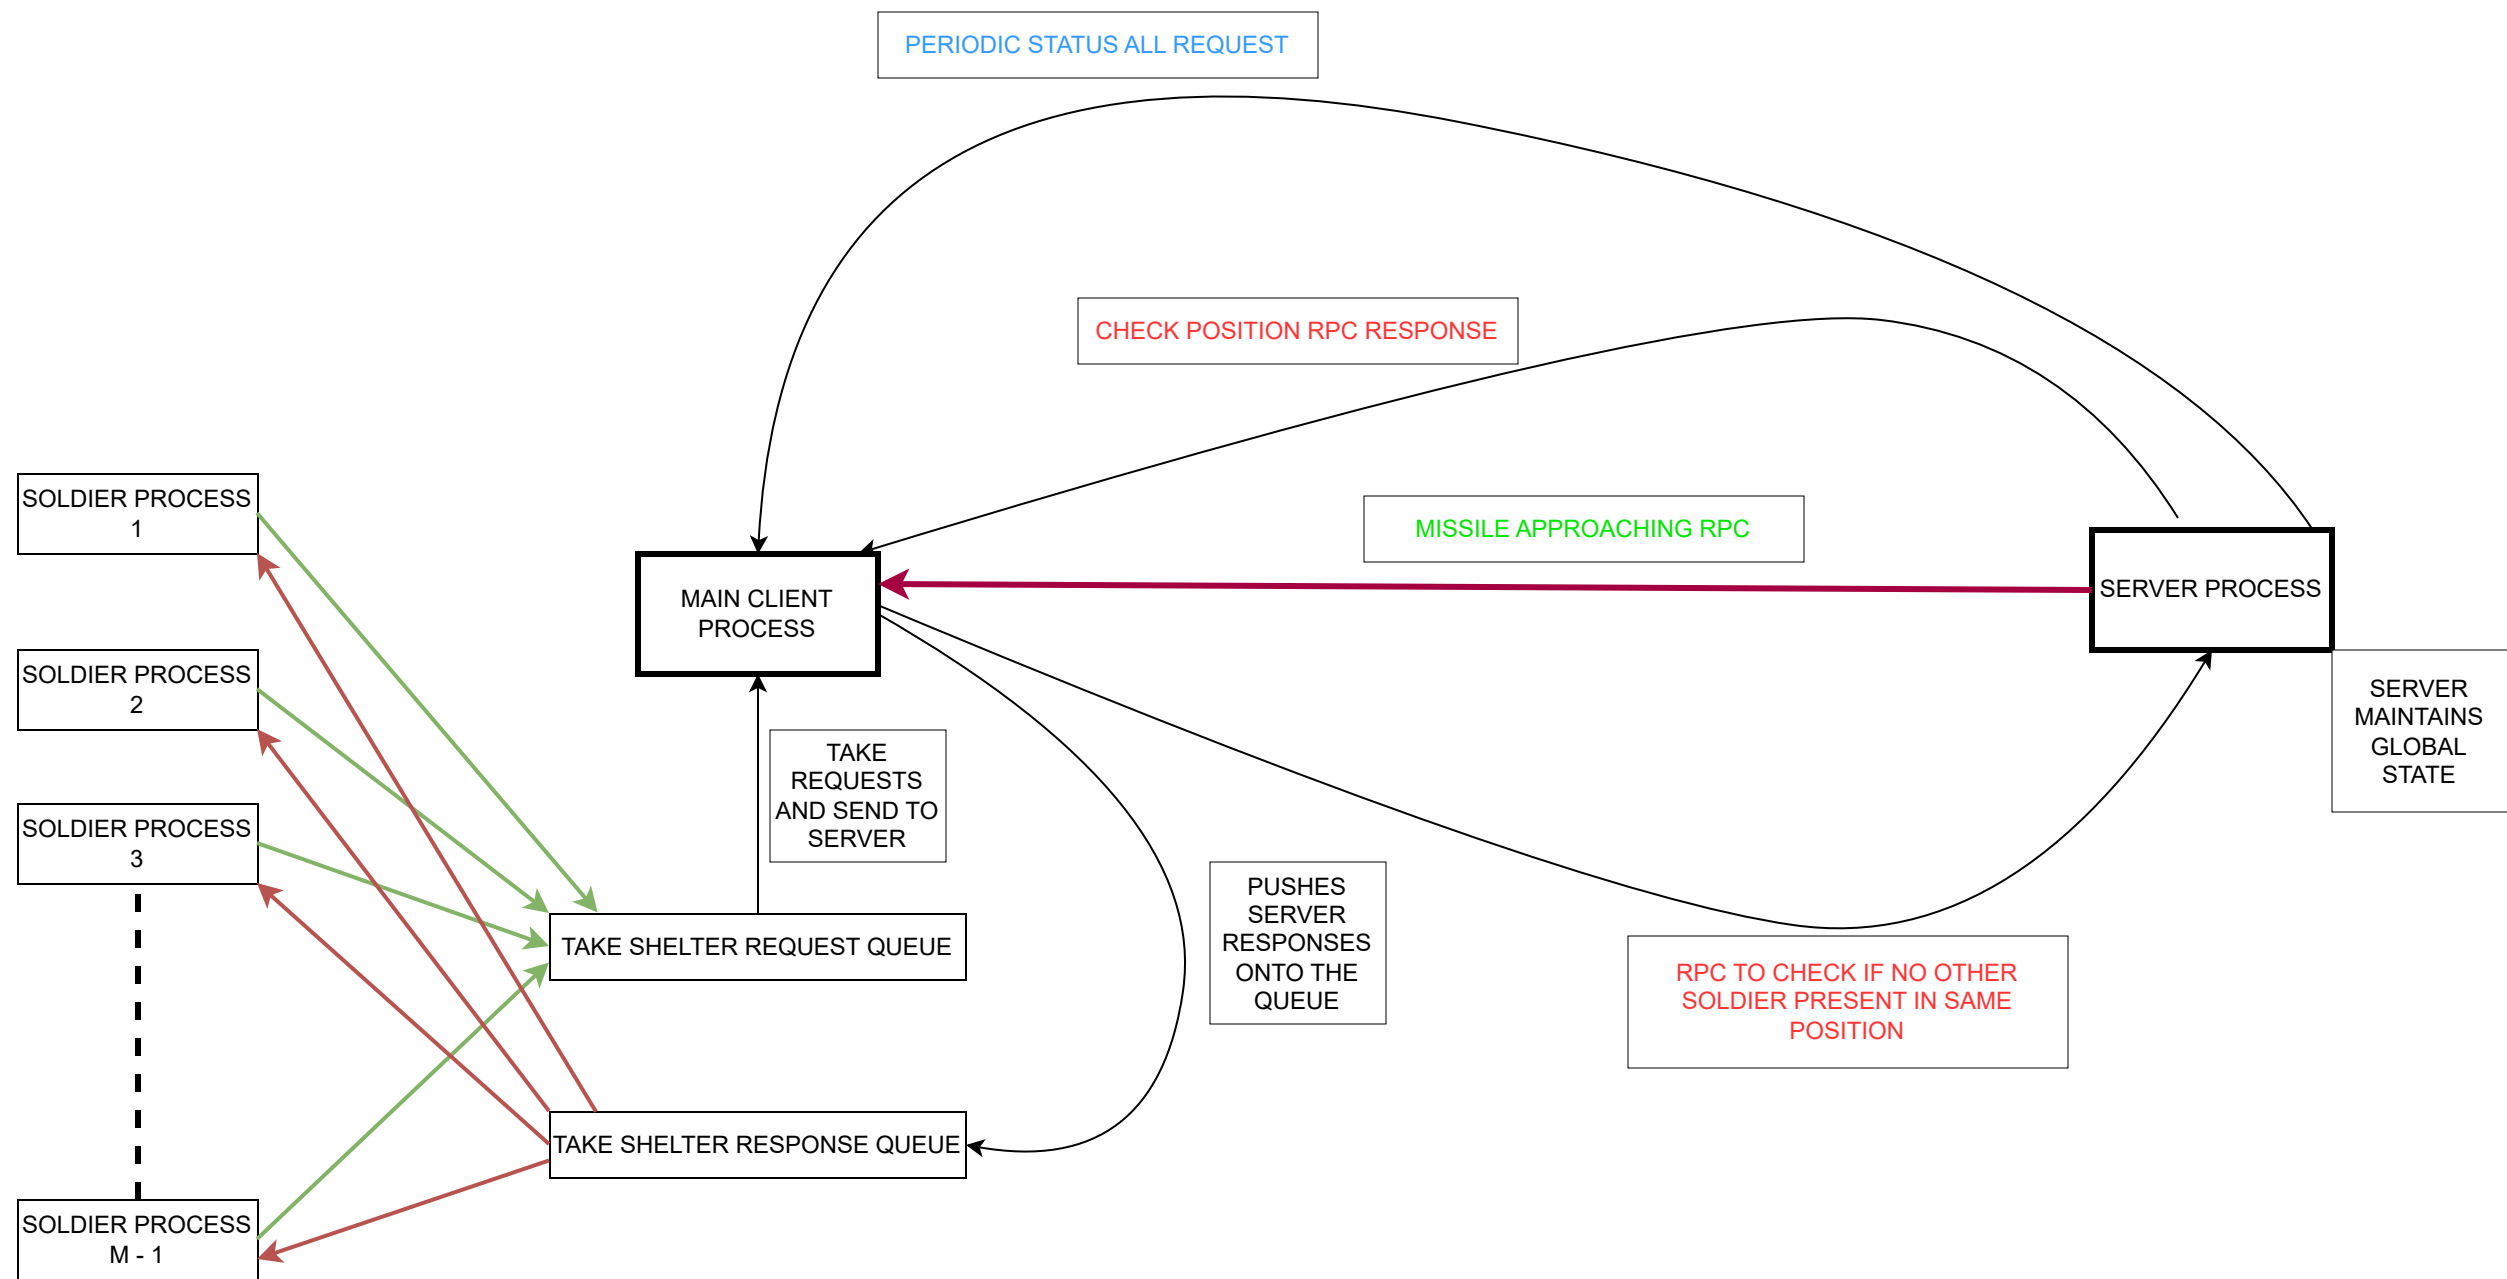 PERIODIC STATUS ALL REQUEST
CHECK POSITION RPC RESPONSE
MISSILE APPROACHING RPC
SOLDIER PROCESS
1
MAIN CLIENT
PROCESS
SERVER PROCESS
SOLDIER PROCESS
2
SERVER
MAINTAINS
GLOBAL
STATE
TAKE
REQUESTS
AND SEND TO
SERVER
SOLDIER PROCESS
3
PUSHES
SERVER
RESPONSES
ONTO THE
QUEUE
TAKE SHELTER REQUEST QUEUE
RPC TO CHECK IF NO OTHER
SOLDIER PRESENT IN SAME
POSITION
TAKE SHELTER RESPONSE QUEUE
SOLDIER PROCESS
M - 1